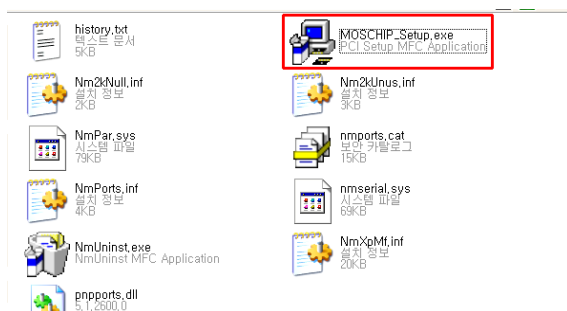 history.txt
텍스트 문서
5KB
MOSCHIP_Setup.exe
PCI Setup MFC Application
Nm2kNull.inf
설치 정보
2KB
Nm2kUnus.inf
설치 정보
3KB
NmPar.sys
시스템 파일
79KB
nmports.cat
보안 카탈로그
15KB
NmPorts.inf
설치 정보
4KB
nmserial.sys
시스템 파일
69KB
NmUninst.exe
NmUninst MFC Application
NmXpMf.inf
설치 정보
20KB
pnpports.dll
5.1.2600.0